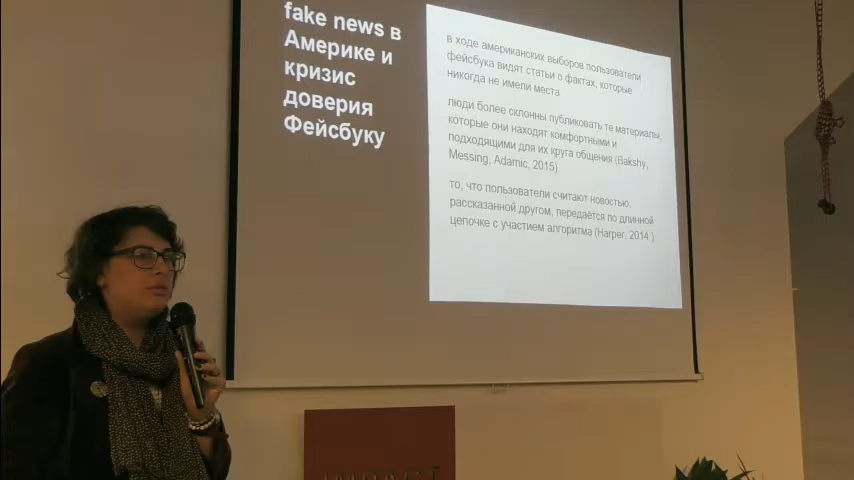 fake news в
Америке и
кризис
доверия
Фейсбуку
в ходе американских выборов пользователи
фейсбука видят статьи о фактах, которые
никогда не имели места
люди более склонны публиковать те материалы,
которые они находят комфортными и
подходящими для их круга общения (Bakshy,
Messing, Adamic, 2015)
то, что пользователи считают новостью,
рассказанной другом, передаётся по длинной
цепочке с участием алгоритма (Harper, 2014 )